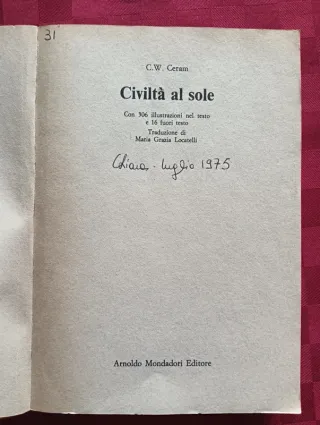 31
C.W. Ceram
Civiltà al sole
Con 306 illustrazioni nel testo
e 16 fuori testo
Traduzione di
Maria Grazia Locatelli
Chiara - luglio 1975
Arnoldo Mondadori Editore